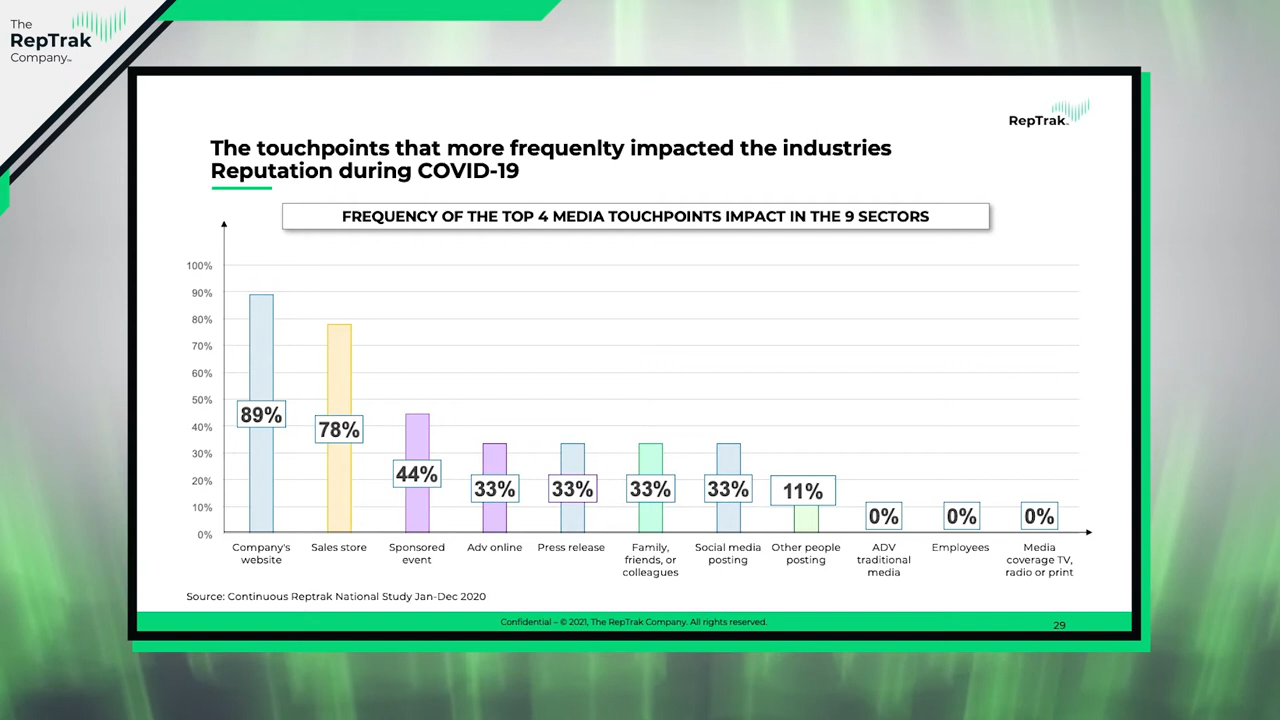 The
RepTrak
Company™
RepTrak™
The touchpoints that more frequenlty impacted the industries
Reputation during COVID-19
FREQUENCY OF THE TOP 4 MEDIA TOUCHPOINTS IMPACT IN THE 9 SECTORS
100%
90%
80%
70%
60%
50%
40%
30%
20%
10%
0%
89%
78%
44%
33%
33%
33%
33%
11%
0%
0%
0%
Company's
website
Sales store
Sponsored
event
Adv online
Press release
Family,
friends, or
colleagues
Social media
posting
Other people
posting
ADV
traditional
media
Employees
Media
coverage TV,
radio or print
Source: Continuous Reptrak National Study Jan-Dec 2020
Confidential – © 2021, The RepTrak Company. All rights reserved.
29